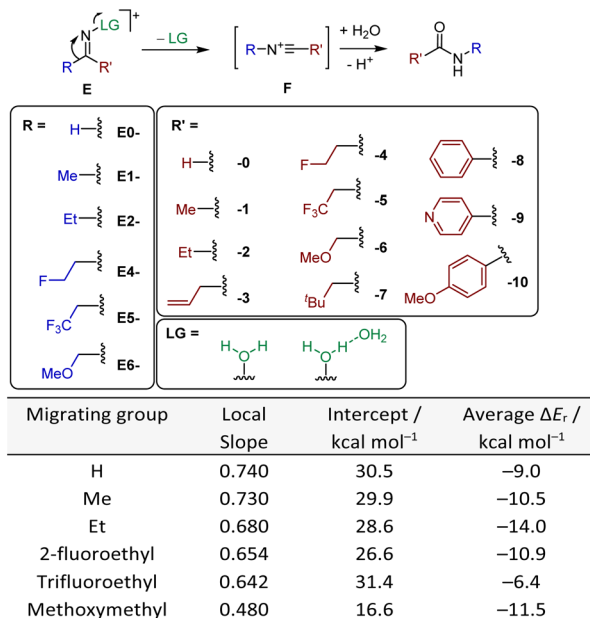 N–LG ]+
R R'
E
– LG
[ R–N+≡–R' ]
F
+ H2O
- H+
O
R' N R
H
R =
H E0-
Me E1-
Et E2-
F E4-
F3C E5-
MeO E6-
R' =
H -0
Me -1
Et -2
-3
F -4
F3C -5
MeO -6
tBu -7
-8
N -9
MeO -10
LG =
H H
O
H H OH2
O
Migrating group Local Slope Intercept / kcal mol–1 Average ΔEr / kcal mol–1
H 0.740 30.5 –9.0
Me 0.730 29.9 –10.5
Et 0.680 28.6 –14.0
2-fluoroethyl 0.654 26.6 –10.9
Trifluoroethyl 0.642 31.4 –6.4
Methoxymethyl 0.480 16.6 –11.5